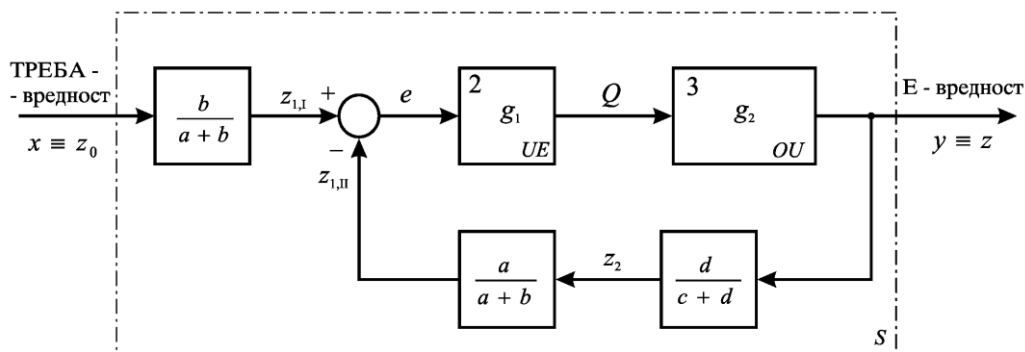 ТРЕБА -
- вредност
x ≡ z₀
b
a + b
z₁,I
+
−
z₁,II
e
2
g₁
UE
Q
3
g₂
OU
Е - вредност
y ≡ z
a
a + b
z₂
d
c + d
S